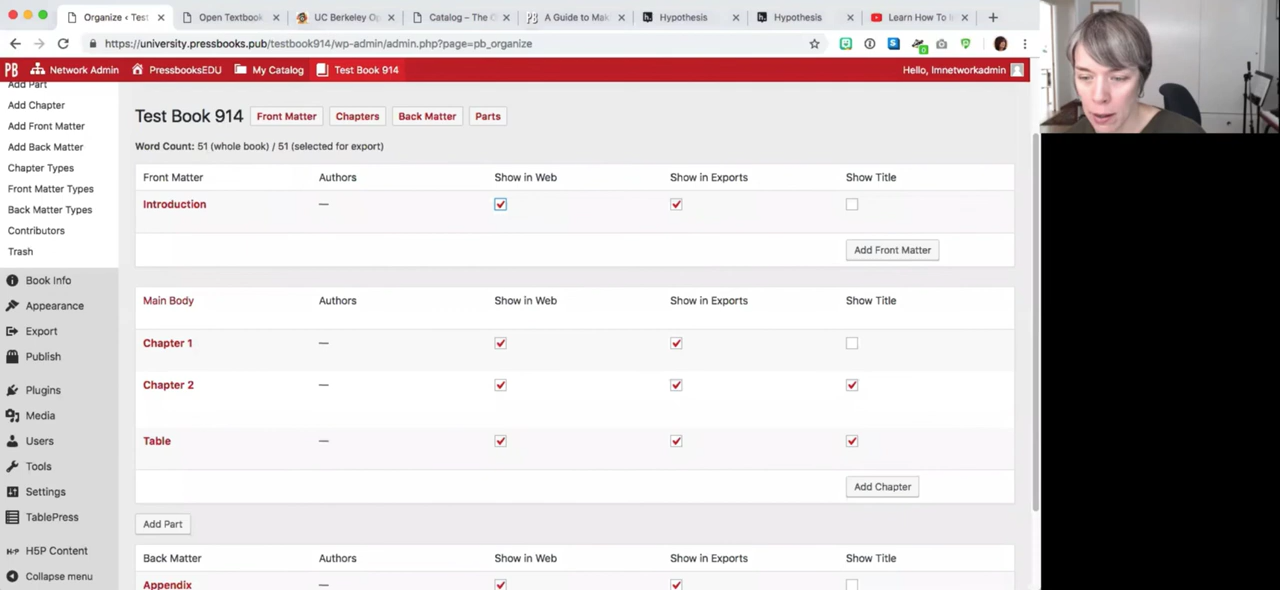 Organize ‹ Test
Open Textbook
UC Berkeley Op
Catalog – The C
A Guide to Mak
Hypothesis
Hypothesis
Learn How To I
https://university.pressbooks.pub/testbook914/wp-admin/admin.php?page=pb_organize
Network Admin PressbooksEDU My Catalog Test Book 914 Hello, lmnetworkadmin
Add Part
Add Chapter
Add Front Matter
Add Back Matter
Chapter Types
Front Matter Types
Back Matter Types
Contributors
Trash
Book Info
Appearance
Export
Publish
Plugins
Media
Users
Tools
Settings
TablePress
H5P Content
Collapse menu
Test Book 914 Front Matter Chapters Back Matter Parts
Word Count: 51 (whole book) / 51 (selected for export)
Front Matter Authors Show in Web Show in Exports Show Title
Introduction —
Add Front Matter
Main Body Authors Show in Web Show in Exports Show Title
Chapter 1 —
Chapter 2 —
Table —
Add Chapter
Add Part
Back Matter Authors Show in Web Show in Exports Show Title
Appendix —